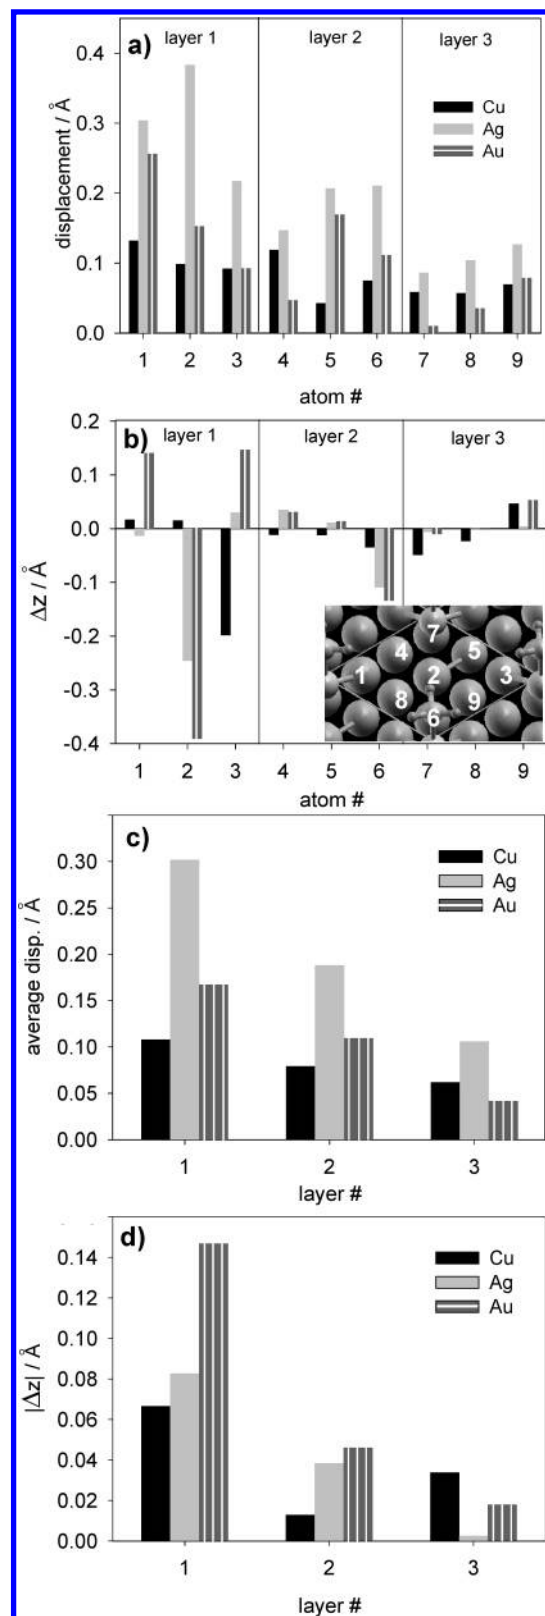 a)
layer 1
layer 2
layer 3
displacement / Å
0.4
0.3
0.2
0.1
0.0
Cu
Ag
Au
1 2 3 4 5 6 7 8 9
atom #
b)
layer 1
layer 2
layer 3
Δz / Å
0.2
0.1
0.0
-0.1
-0.2
-0.3
-0.4
7
4 5
1 2 3
8 9
6
1 2 3 4 5 6 7 8 9
atom #
c)
average disp. / Å
0.30
0.25
0.20
0.15
0.10
0.05
0.00
Cu
Ag
Au
1 2 3
layer #
d)
|Δz| / Å
0.14
0.12
0.10
0.08
0.06
0.04
0.02
0.00
Cu
Ag
Au
1 2 3
layer #